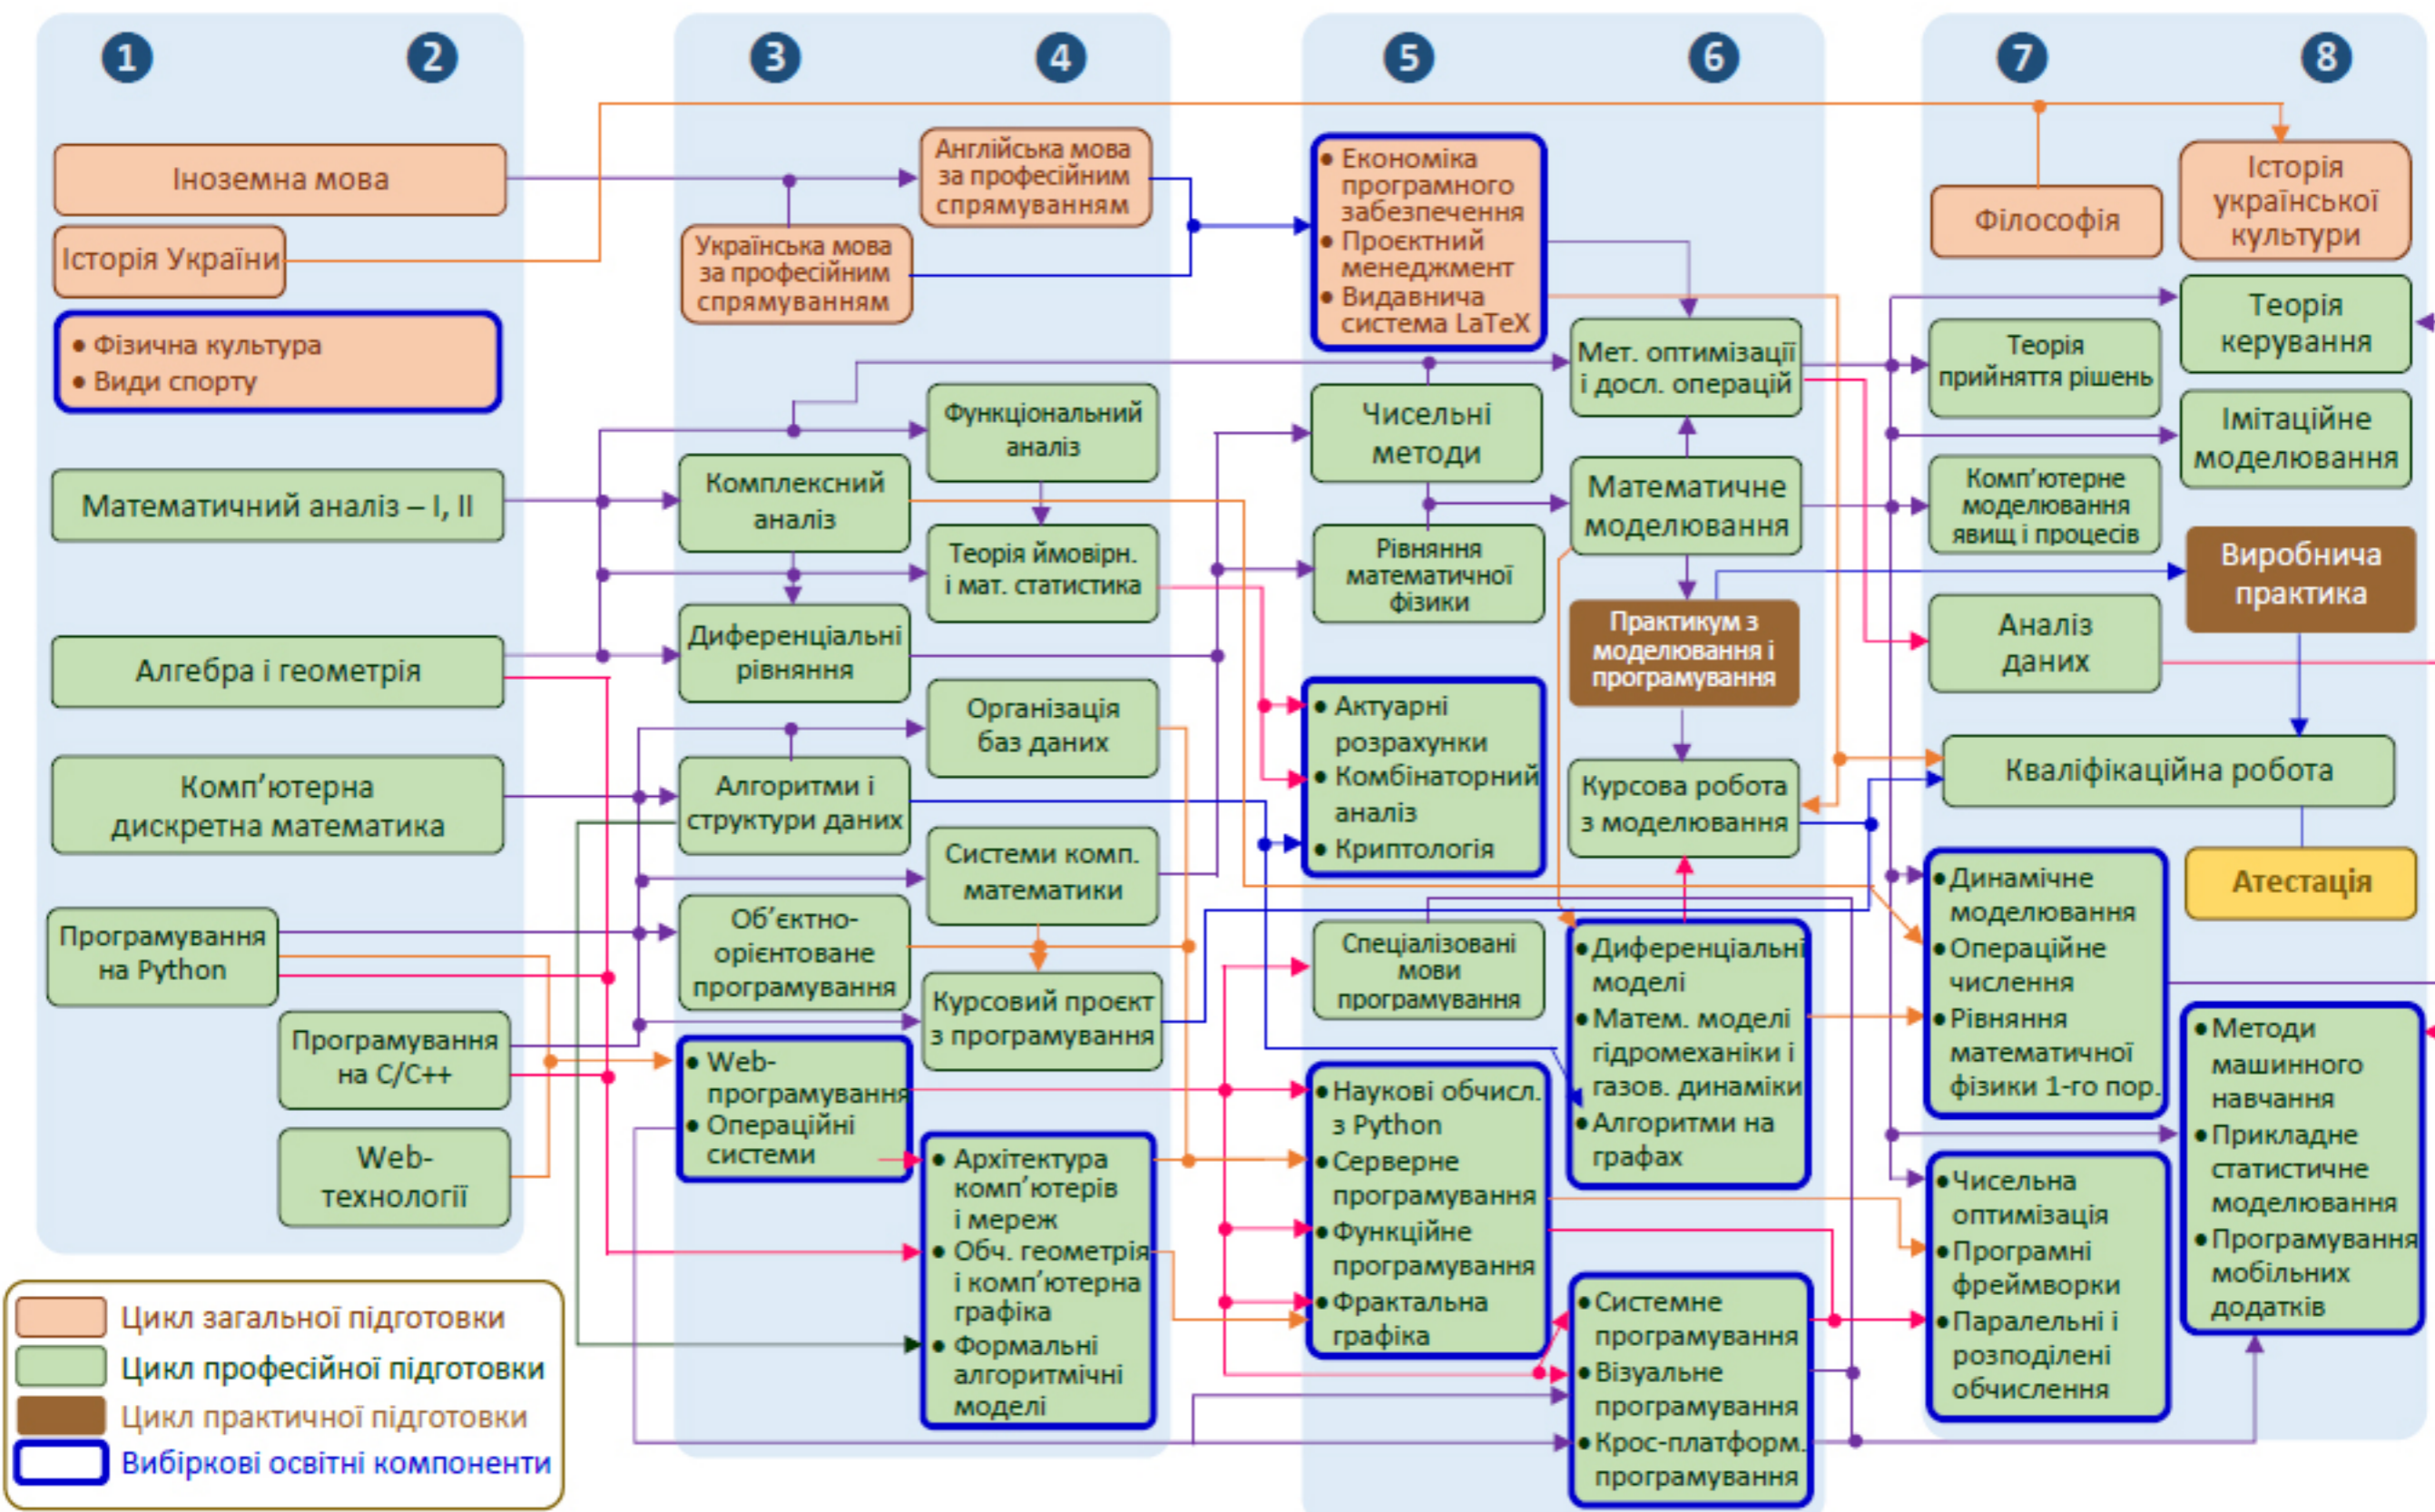 1
2
3
4
5
6
7
8
Іноземна мова
Історія України
• Фізична культура
• Види спорту
Математичний аналіз – І, ІІ
Алгебра і геометрія
Комп’ютерна
дискретна математика
Програмування
на Python
Програмування
на C/C++
Web-
технології
Українська мова
за професійним
спрямуванням
Комплексний
аналіз
Диференціальні
рівняння
Алгоритми і
структури даних
Об’єктно-
орієнтоване
програмування
• Web-
програмування
• Операційні
системи
Англійська мова
за професійним
спрямуванням
Функціональний
аналіз
Теорія ймовірн.
і мат. статистика
Організація
баз даних
Системи комп.
математики
Курсовий проєкт
з програмування
• Архітектура
комп’ютерів
і мереж
• Обч. геометрія
і комп’ютерна
графіка
• Формальні
алгоритмічні
моделі
• Економіка
програмного
забезпечення
• Проєктний
менеджмент
• Видавнича
система LaTeX
Чисельні
методи
Рівняння
математичної
фізики
• Актуарні
розрахунки
• Комбінаторний
аналіз
• Криптологія
Спеціалізовані
мови
програмування
• Наукові обчисл.
з Python
• Серверне
програмування
• Функційне
програмування
• Фрактальна
графіка
Мет. оптимізації
і досл. операцій
Математичне
моделювання
Практикум з
моделювання і
програмування
Курсова робота
з моделювання
• Диференціальні
моделі
• Матем. моделі
гідромеханіки і
газов. динаміки
• Алгоритми на
графах
• Системне
програмування
• Візуальне
програмування
• Крос-платформ.
програмування
Філософія
Теорія
прийняття рішень
Комп’ютерне
моделювання
явищ і процесів
Аналіз
даних
Кваліфікаційна робота
• Динамічне
моделювання
• Операційне
числення
• Рівняння
математичної
фізики 1-го пор.
• Чисельна
оптимізація
• Програмні
фреймворки
• Паралельні і
розподілені
обчислення
Історія
української
культури
Теорія
керування
Імітаційне
моделювання
Виробнича
практика
Атестація
• Методи
машинного
навчання
• Прикладне
статистичне
моделювання
• Програмування
мобільних
додатків
Цикл загальної підготовки
Цикл професійної підготовки
Цикл практичної підготовки
Вибіркові освітні компоненти